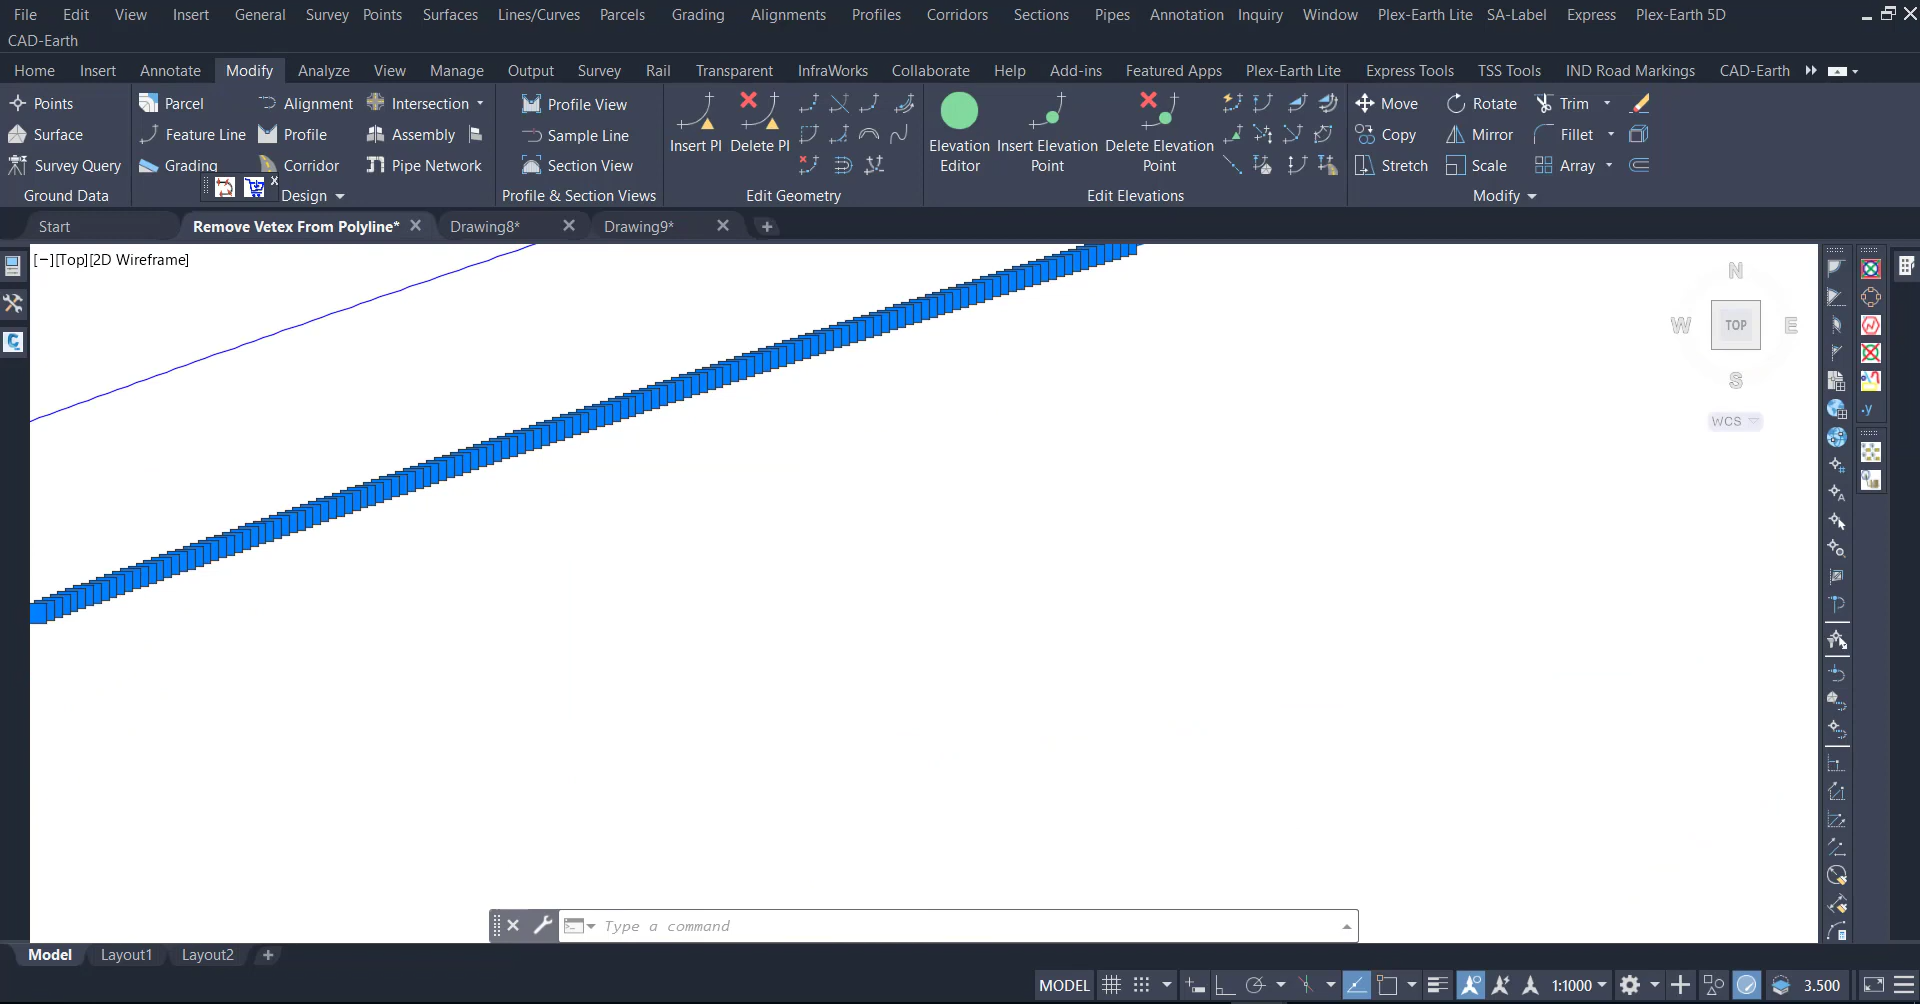 File Edit View Insert General Survey Points Surfaces Lines/Curves Parcels Grading Alignments Profiles Corridors Sections Pipes Annotation Inquiry Window Plex-Earth Lite SA-Label Express Plex-Earth 5D
CAD-Earth
Home Insert Annotate Modify Analyze View Manage Output Survey Rail Transparent InfraWorks Collaborate Help Add-ins Featured Apps Plex-Earth Lite Express Tools TSS Tools IND Road Markings CAD-Earth
Points Parcel Alignment Intersection Profile View Move Rotate Trim
Surface Feature Line Profile Assembly Sample Line Insert PI Delete PI Elevation Editor Insert Elevation Point Delete Elevation Point Copy Mirror Fillet
Survey Query Grading Corridor Pipe Network Section View Stretch Scale Array
Ground Data Design Profile & Section Views Edit Geometry Edit Elevations Modify
Start Remove Vetex From Polyline* Drawing8* Drawing9*
[−][Top][2D Wireframe]
N
W TOP E
S
WCS
Type a command
Model Layout1 Layout2
MODEL 1:1000 3.500